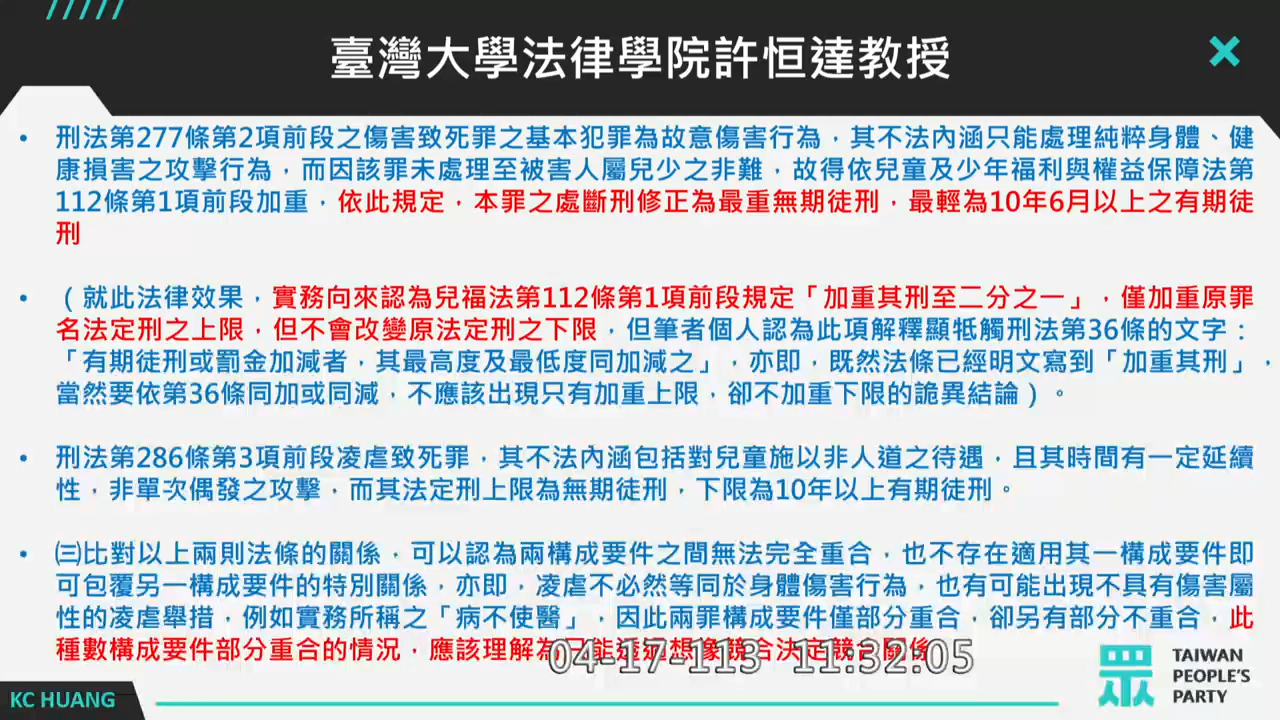 臺灣大學法律學院許恒達教授
• 刑法第277條第2項前段之傷害致死罪之基本犯罪為故意傷害行為，其不法內涵只能處理純粹身體、健
康損害之攻擊行為，而因該罪未處理至被害人屬兒少之非難，故得依兒童及少年福利與權益保障法第
112條第1項前段加重，依此規定，本罪之處斷刑修正為最重無期徒刑，最輕為10年6月以上之有期徒
刑
• （就此法律效果，實務向來認為兒福法第112條第1項前段規定「加重其刑至二分之一」，僅加重原罪
名法定刑之上限，但不會改變原法定刑之下限，但筆者個人認為此項解釋顯牴觸刑法第36條的文字：
「有期徒刑或罰金加減者，其最高度及最低度同加減之」，亦即，既然法條已經明文寫到「加重其刑」，
當然要依第36條同加或同減，不應該出現只有加重上限，卻不加重下限的詭異結論）。
• 刑法第286條第3項前段凌虐致死罪，其不法內涵包括對兒童施以非人道之待遇，且其時間有一定延續
性，非單次偶發之攻擊，而其法定刑上限為無期徒刑，下限為10年以上有期徒刑。
• ㈢比對以上兩則法條的關係，可以認為兩構成要件之間無法完全重合，也不存在適用其一構成要件即
可包覆另一構成要件的特別關係，亦即，凌虐不必然等同於身體傷害行為，也有可能出現不具有傷害屬
性的凌虐舉措，例如實務所稱之「病不使醫」，因此兩罪構成要件僅部分重合，卻另有部分不重合，此
種數構成要件部分重合的情況，應該理解為只能透過想像競合決定競合關係
04-17-113 11:32:05
眾 TAIWAN
PEOPLE'S
PARTY
KC HUANG